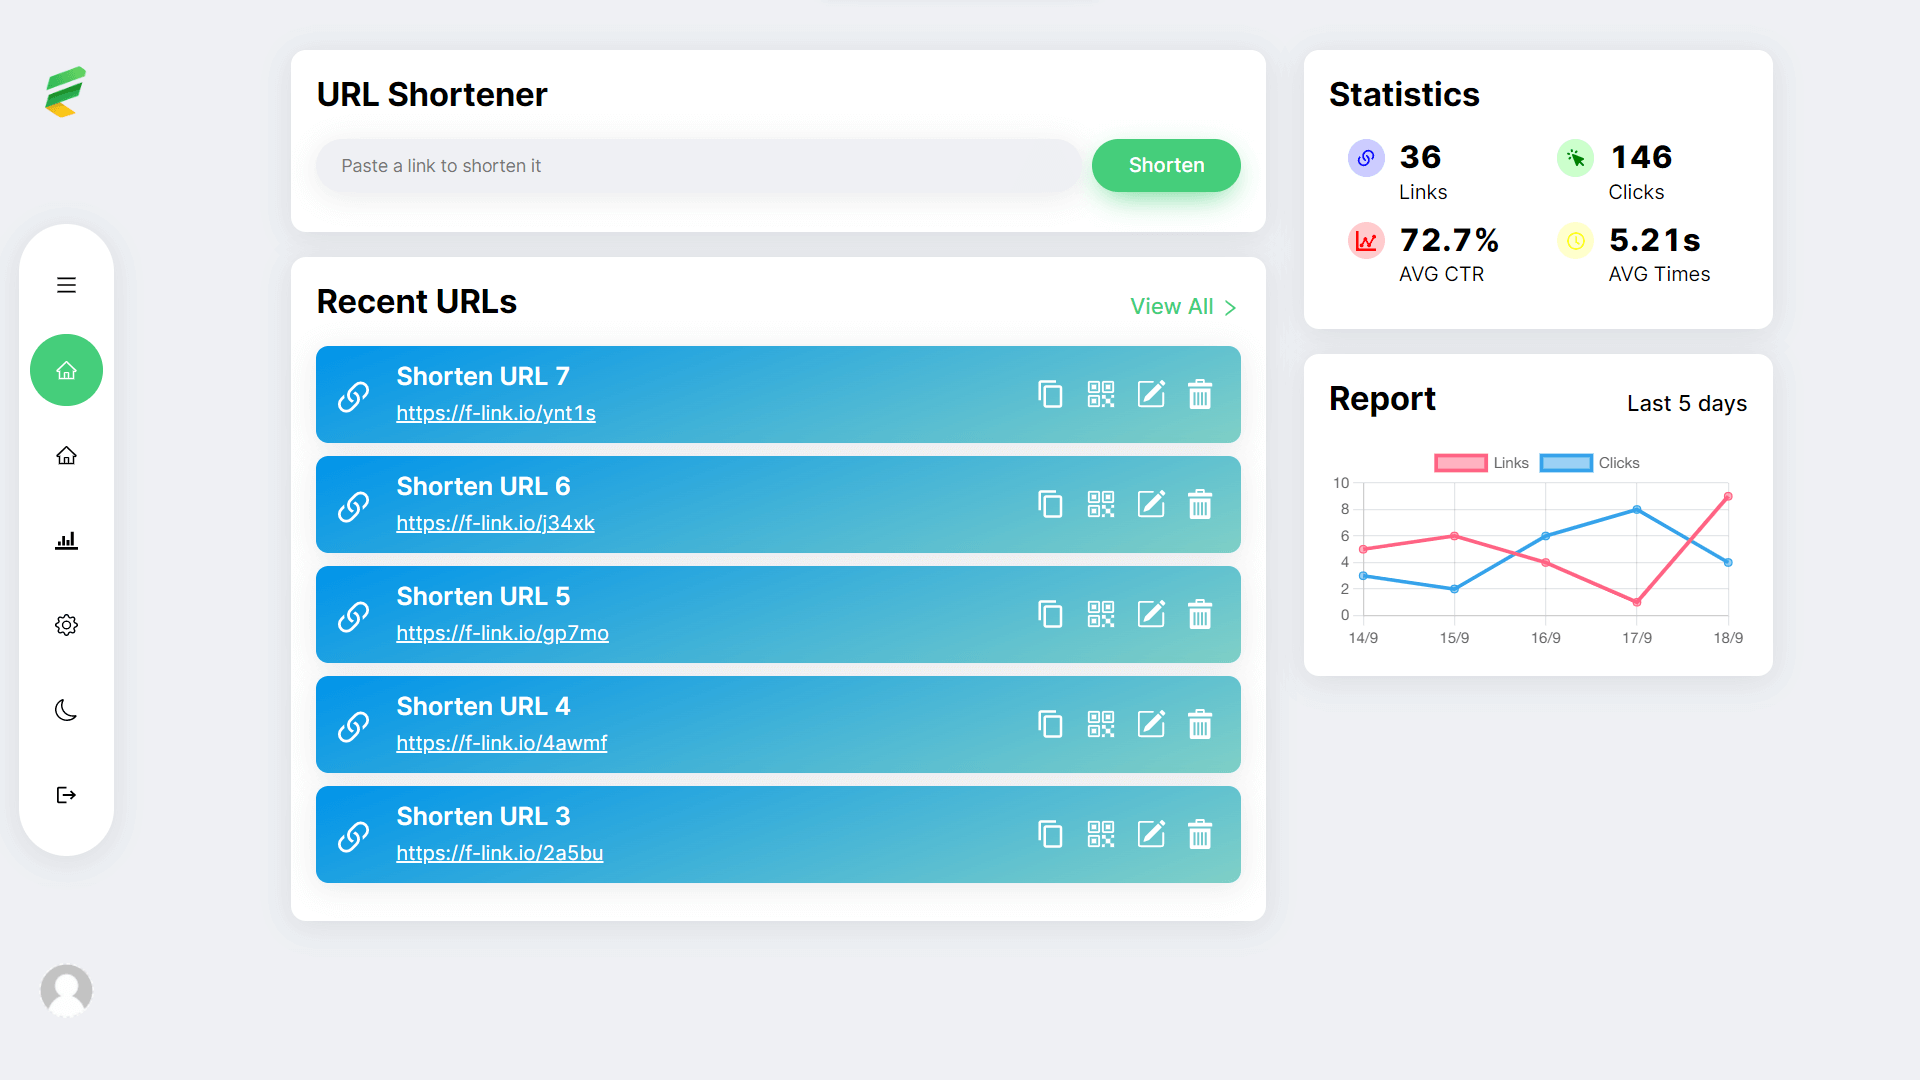 URL Shortener
Paste a link to shorten it
Shorten
Recent URLs
View All
Shorten URL 7
https://f-link.io/ynt1s
Shorten URL 6
https://f-link.io/j34xk
Shorten URL 5
https://f-link.io/gp7mo
Shorten URL 4
https://f-link.io/4awmf
Shorten URL 3
https://f-link.io/2a5bu
Statistics
36
Links
146
Clicks
72.7%
AVG CTR
5.21s
AVG Times
Report
Last 5 days
Links Clicks
10
8
6
4
2
0
14/9 15/9 16/9 17/9 18/9